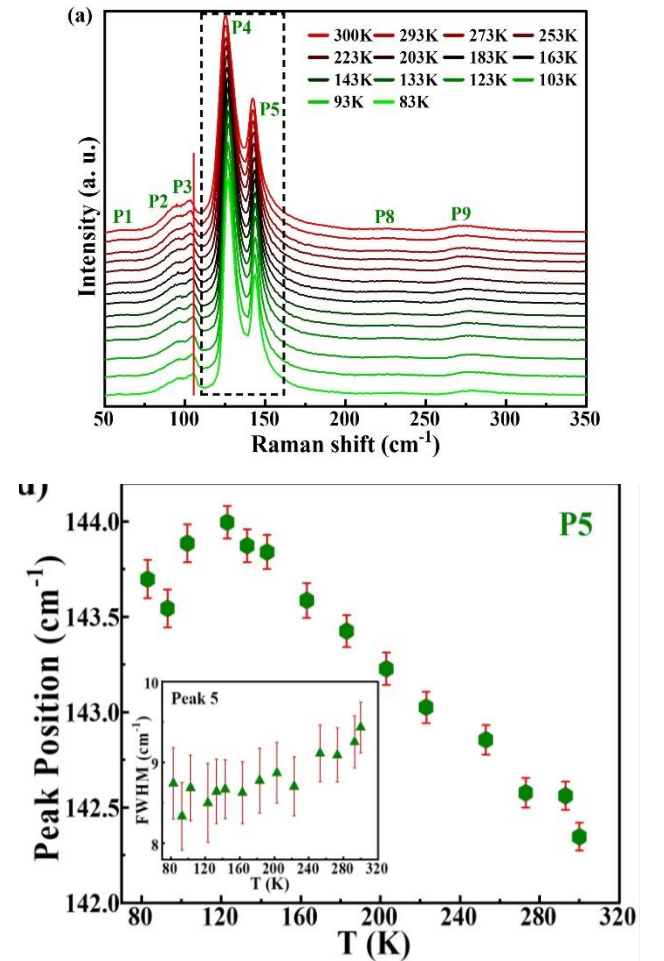 (a)
P4
P5
P3
P2
P1
P8
P9
300K 293K 273K 253K
223K 203K 183K 163K
143K 133K 123K 103K
93K 83K
Intensity (a. u.)
50 100 150 200 250 300 350
Raman shift (cm-1)
P5
144.0
143.5
143.0
142.5
142.0
Peak Position (cm-1)
80 120 160 200 240 280 320
T (K)
Peak 5
10
9
8
FWHM (cm-1)
80 120 160 200 240 280 320
T (K)